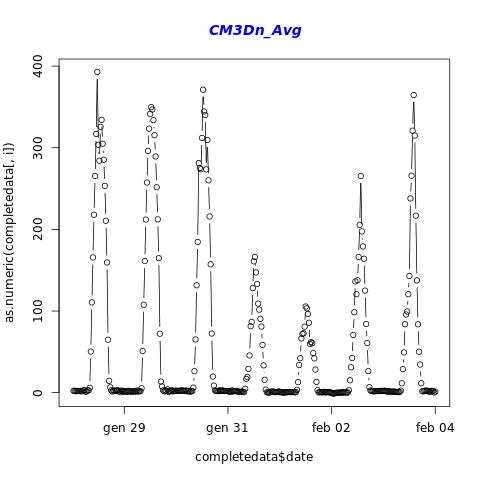 CM3Dn_Avg
as.numeric(completedata[, i])
400
300
200
100
0
gen 29
gen 31
feb 02
feb 04
completedata$date